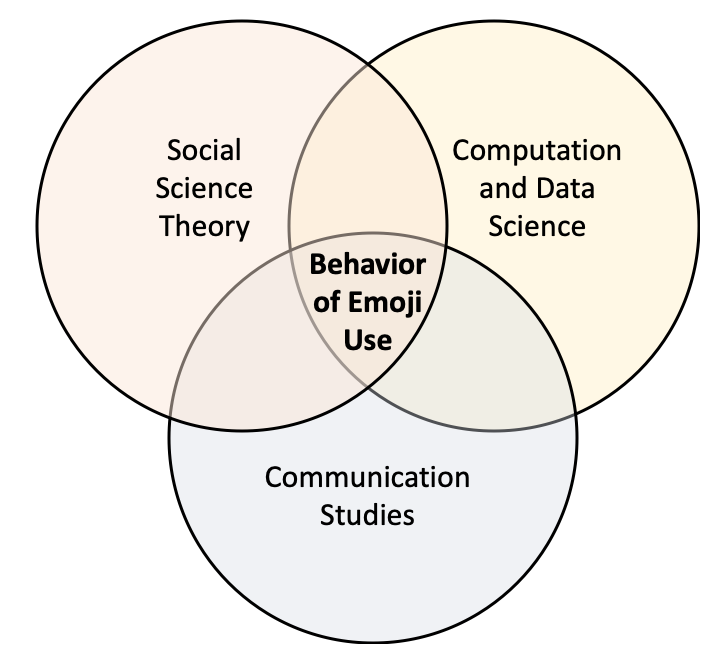 Social
Science
Theory
Computation
and Data
Science
Behavior
of Emoji
Use
Communication
Studies